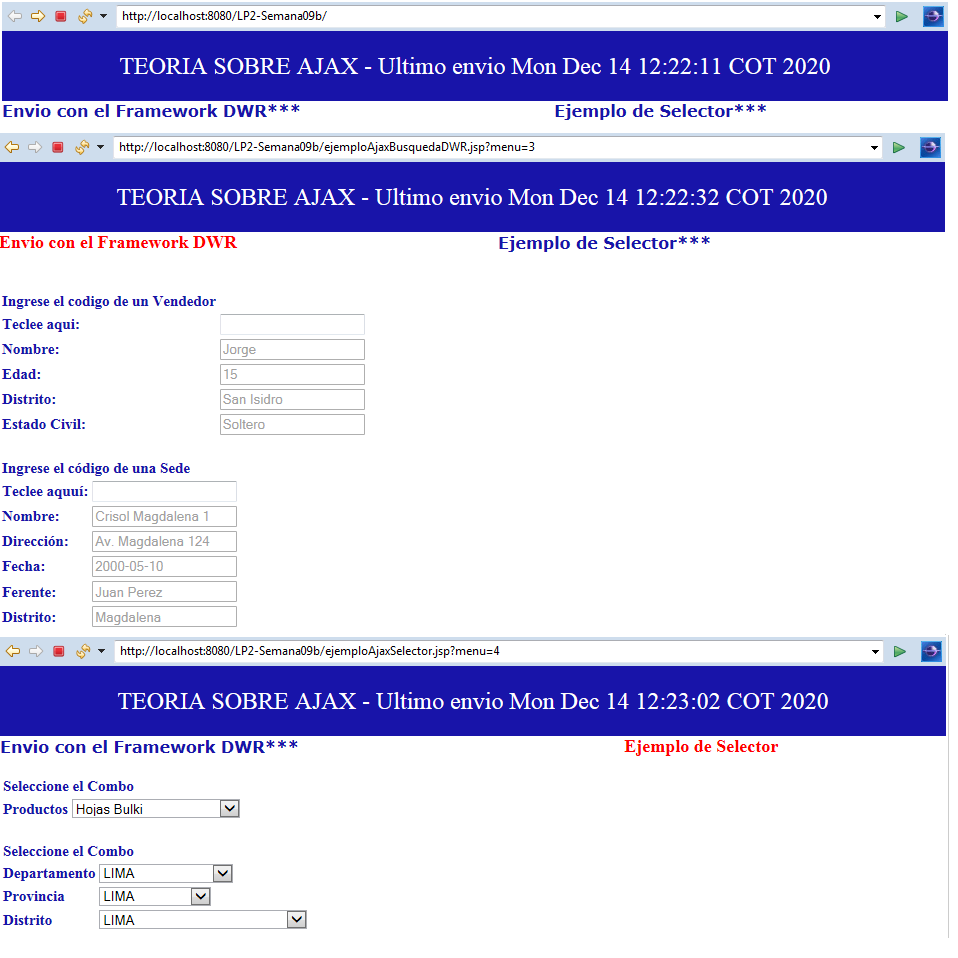 http://localhost:8080/LP2-Semana09b/
TEORIA SOBRE AJAX - Ultimo envio Mon Dec 14 12:22:11 COT 2020
Envio con el Framework DWR*** Ejemplo de Selector***
http://localhost:8080/LP2-Semana09b/ejemploAjaxBusquedaDWR.jsp?menu=3
TEORIA SOBRE AJAX - Ultimo envio Mon Dec 14 12:22:32 COT 2020
Envio con el Framework DWR Ejemplo de Selector***
Ingrese el codigo de un Vendedor
Teclee aqui:
Nombre: Jorge
Edad: 15
Distrito: San Isidro
Estado Civil: Soltero
Ingrese el código de una Sede
Teclee aquuí:
Nombre: Crisol Magdalena 1
Dirección: Av. Magdalena 124
Fecha: 2000-05-10
Ferente: Juan Perez
Distrito: Magdalena
http://localhost:8080/LP2-Semana09b/ejemploAjaxSelector.jsp?menu=4
TEORIA SOBRE AJAX - Ultimo envio Mon Dec 14 12:23:02 COT 2020
Envio con el Framework DWR*** Ejemplo de Selector
Seleccione el Combo
Productos Hojas Bulki
Seleccione el Combo
Departamento LIMA
Provincia LIMA
Distrito LIMA